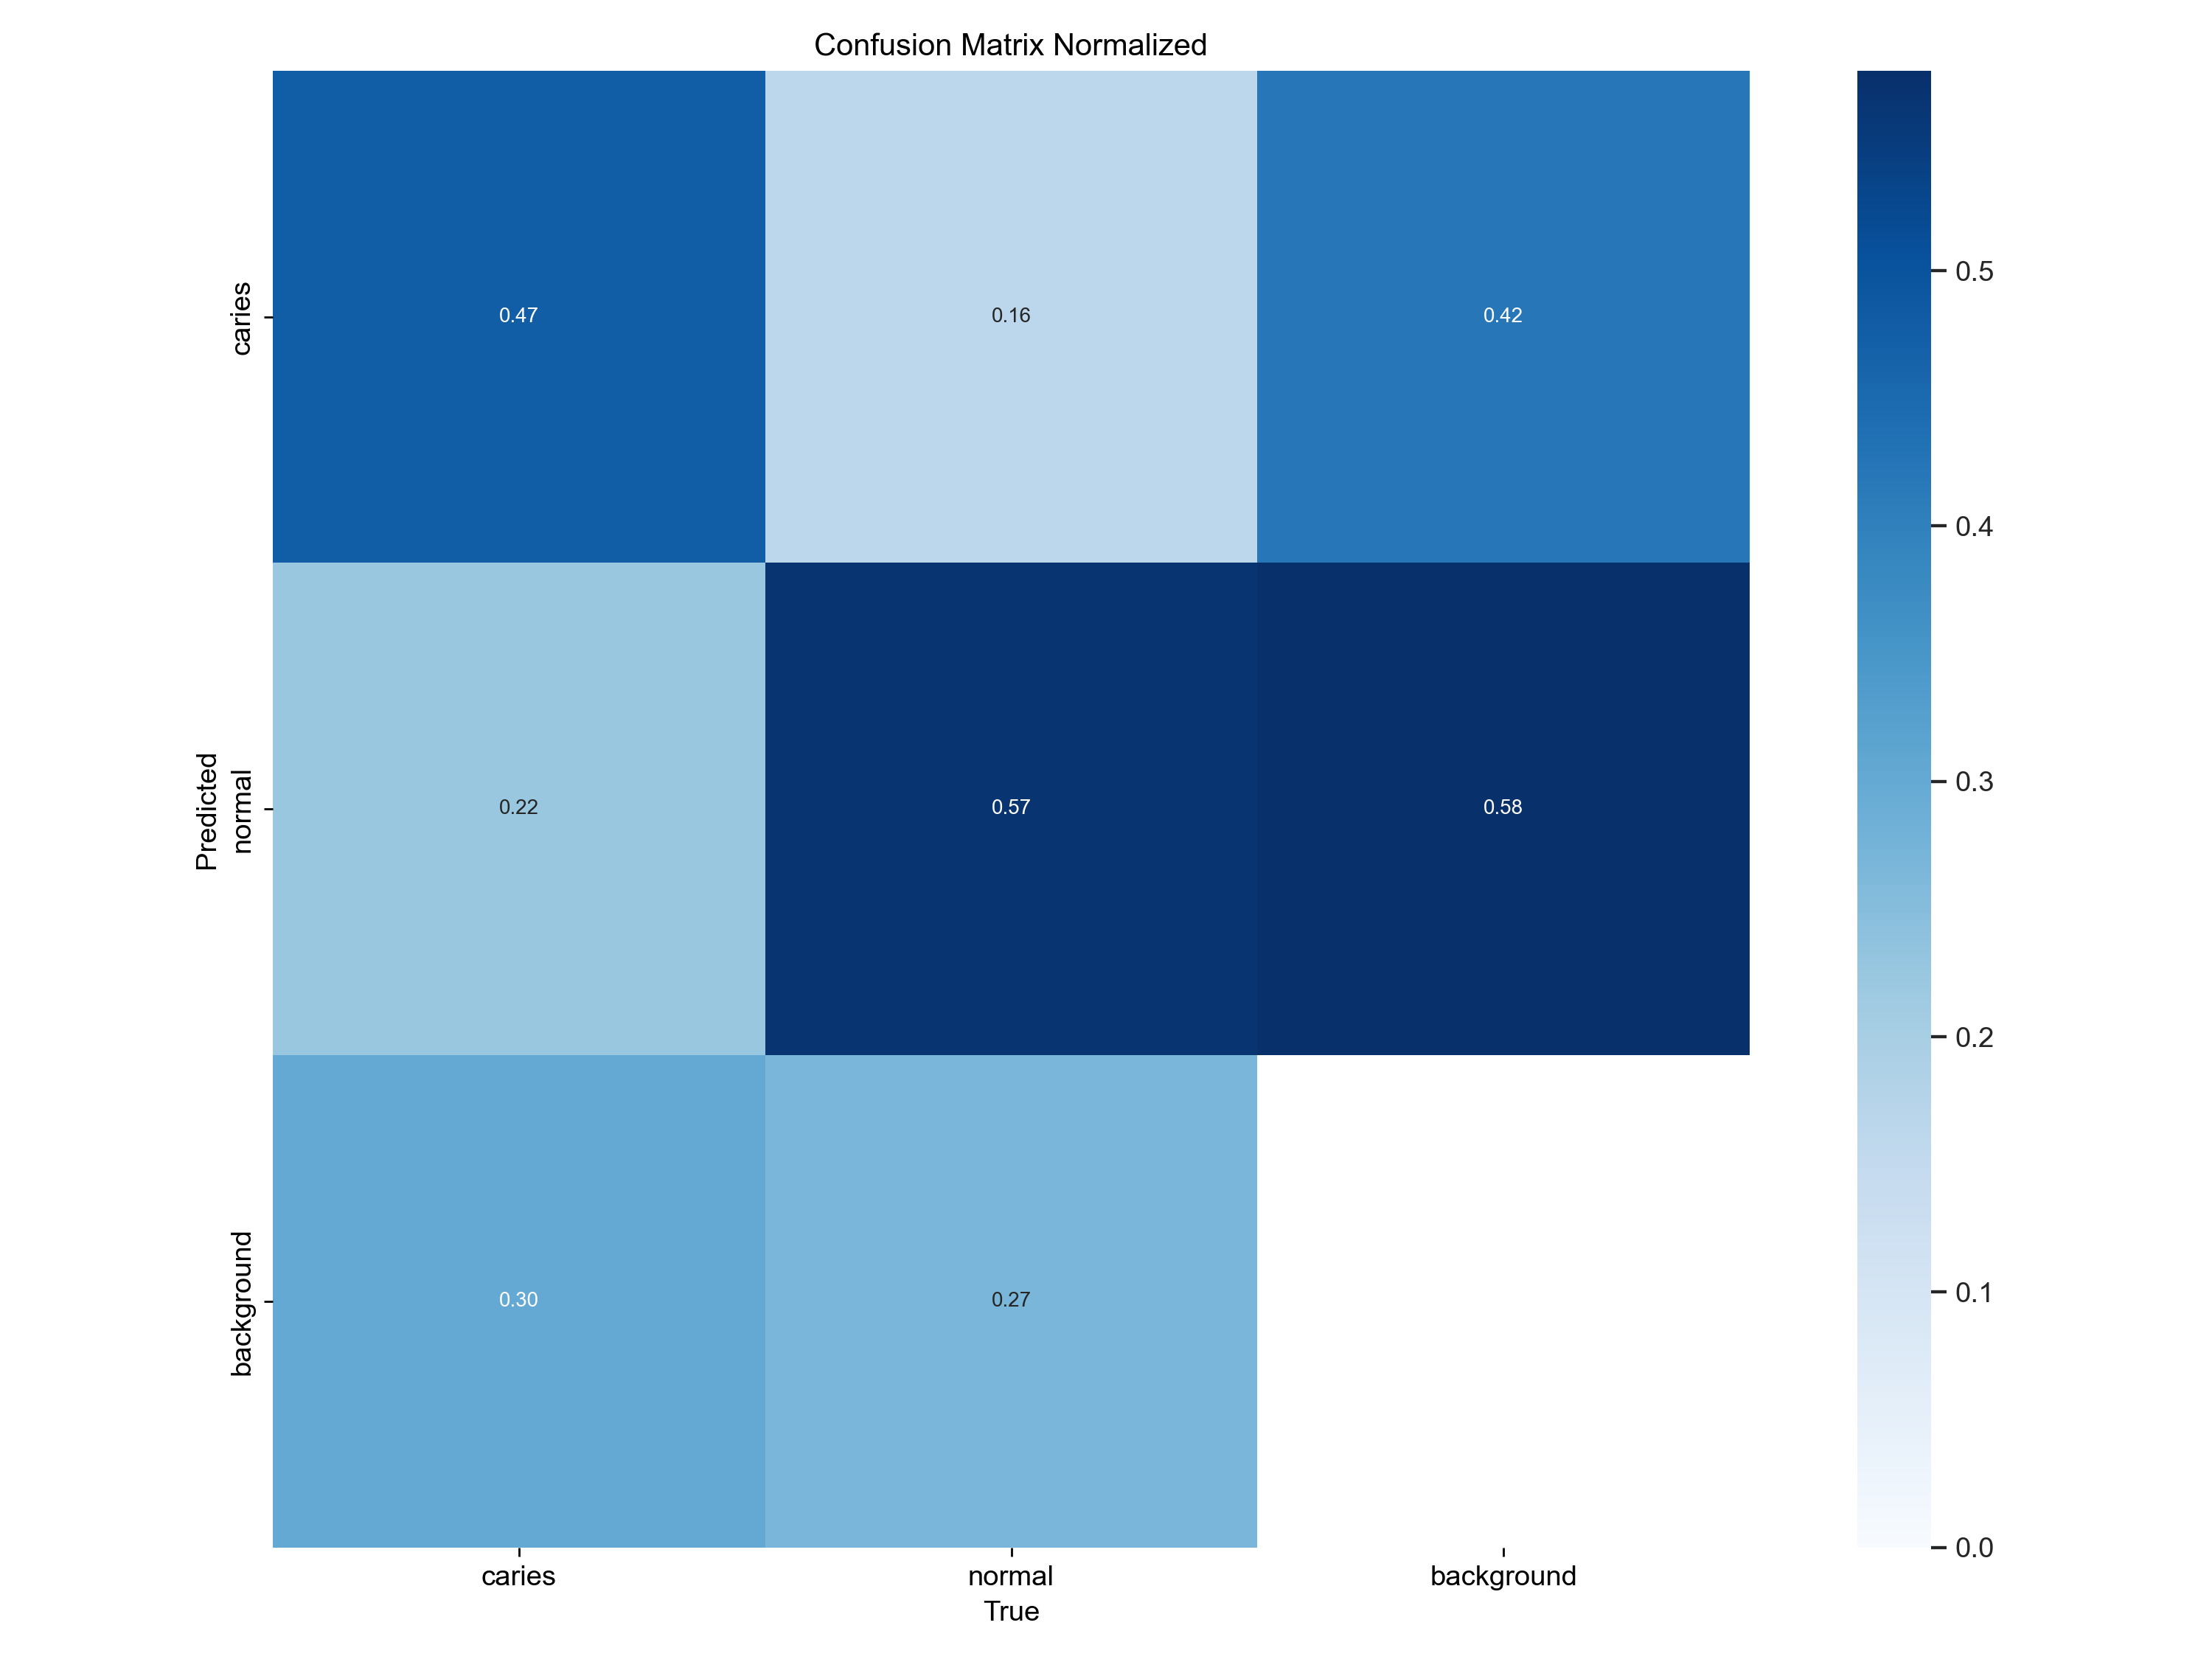 Confusion Matrix Normalized
caries
0.47
0.16
0.42
Predicted
normal
0.22
0.57
0.58
background
0.30
0.27
caries
normal
background
True
0.5
0.4
0.3
0.2
0.1
0.0